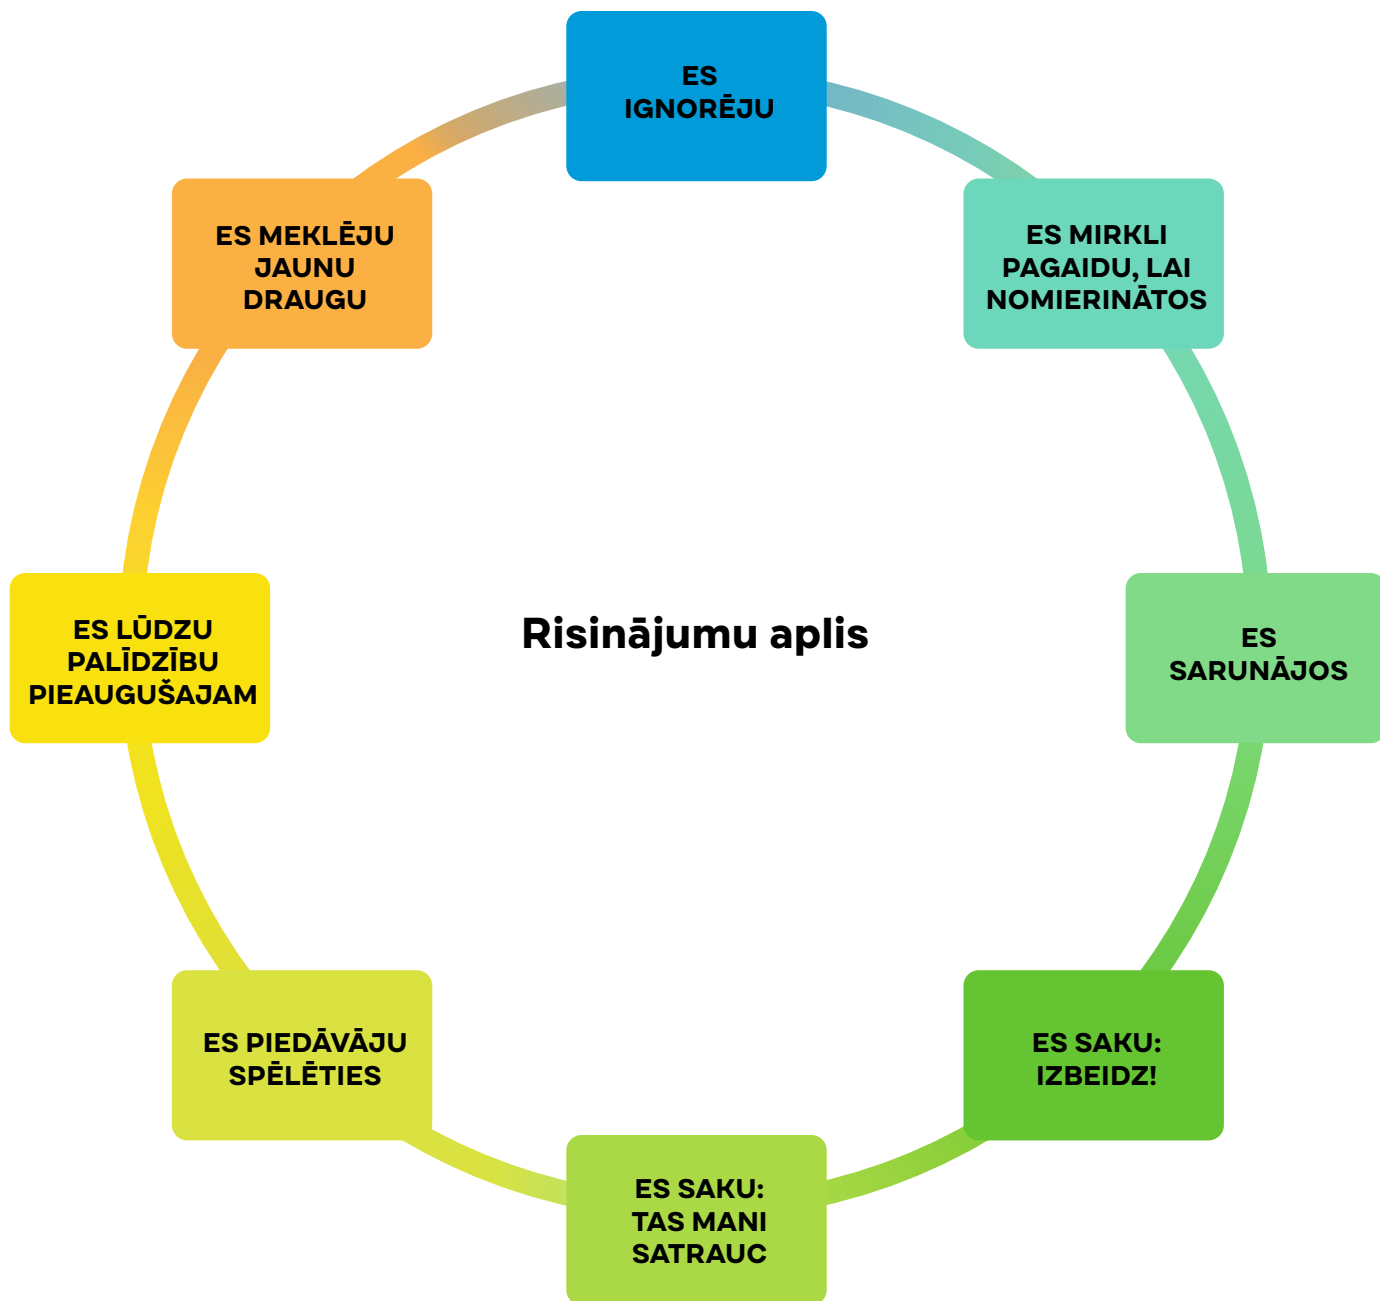 ES
IGNORĒJU
ES MIRKLI
PAGAIDU, LAI
NOMIERINĀTOS
ES
SARUNĀJOS
ES SAKU:
IZBEIDZ!
ES SAKU:
TAS MANI
SATRAUC
ES PIEDĀVĀJU
SPĒLĒTIES
ES LŪDZU
PALĪDZĪBU
PIEAUGUŠAJAM
ES MEKLĒJU
JAUNU
DRAUGU
Risinājumu aplis